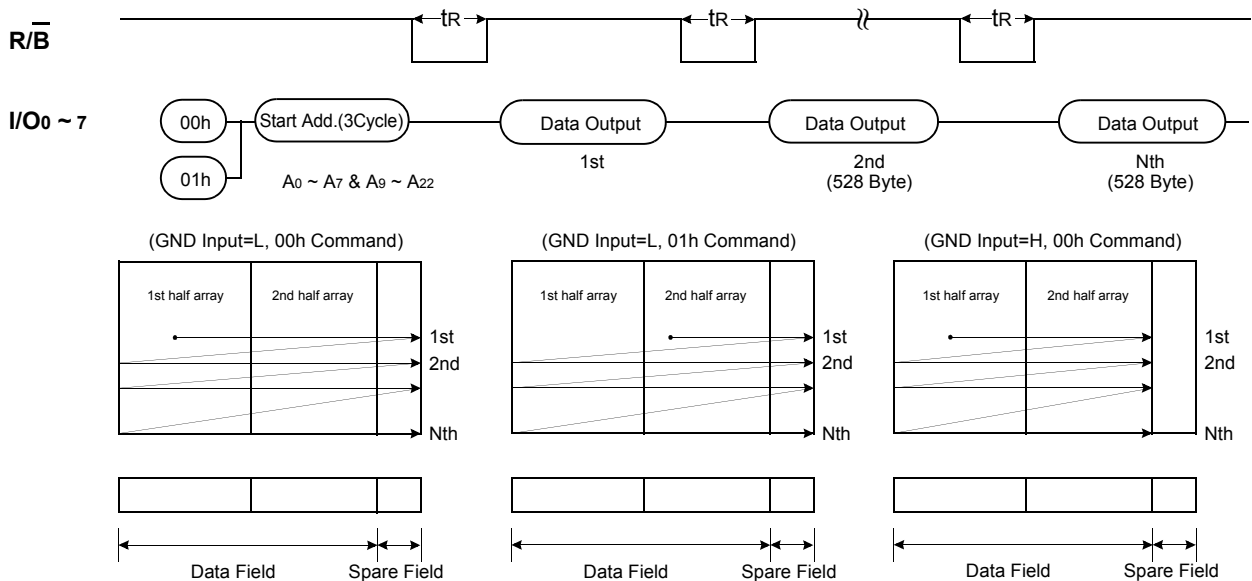 R/B
tR
tR
tR
I/O0 ~ 7
00h
Start Add.(3Cycle)
Data Output
Data Output
Data Output
01h
A0 ~ A7 & A9 ~ A22
1st
2nd
(528 Byte)
Nth
(528 Byte)
(GND Input=L, 00h Command)
1st half array
2nd half array
1st
2nd
Nth
Data Field
Spare Field
(GND Input=L, 01h Command)
1st half array
2nd half array
1st
2nd
Nth
Data Field
Spare Field
(GND Input=H, 00h Command)
1st half array
2nd half array
1st
2nd
Nth
Data Field
Spare Field